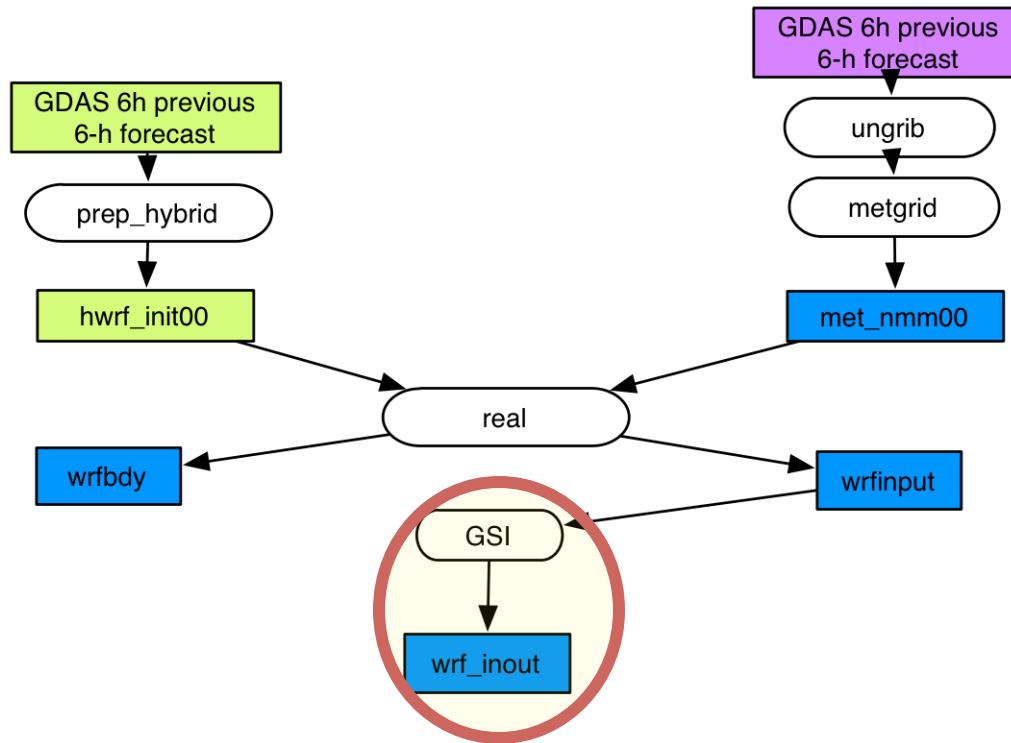 GDAS 6h previous
6-h forecast
GDAS 6h previous
6-h forecast
ungrib
prep_hybrid
metgrid
hwrf_init00
met_nmm00
real
wrfbdy
wrfinput
GSI
wrf_inout